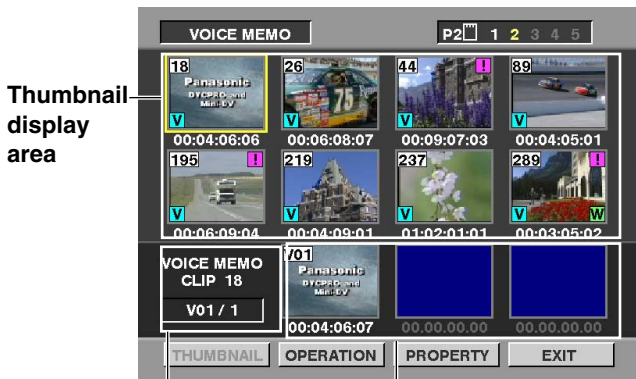 VOICE MEMO
P2 1 2 3 4 5
Thumbnail
display
area
18 26 44 ! 89
Panasonic
DVCPRO and
Mini-DV
75
V V V V
00:04:06:06 00:06:08:07 00:09:07:03 00:04:05:01
195 ! 219 237 289 !
V V V V W
00:06:09:04 00:04:09:01 01:02:01:01 00:03:05:02
VOICE MEMO
CLIP 18
V01 / 1
V01
Panasonic
DVCPRO and
Mini-DV
00:04:06:07 00.00.00.00 00.00.00.00
THUMBNAIL OPERATION PROPERTY EXIT